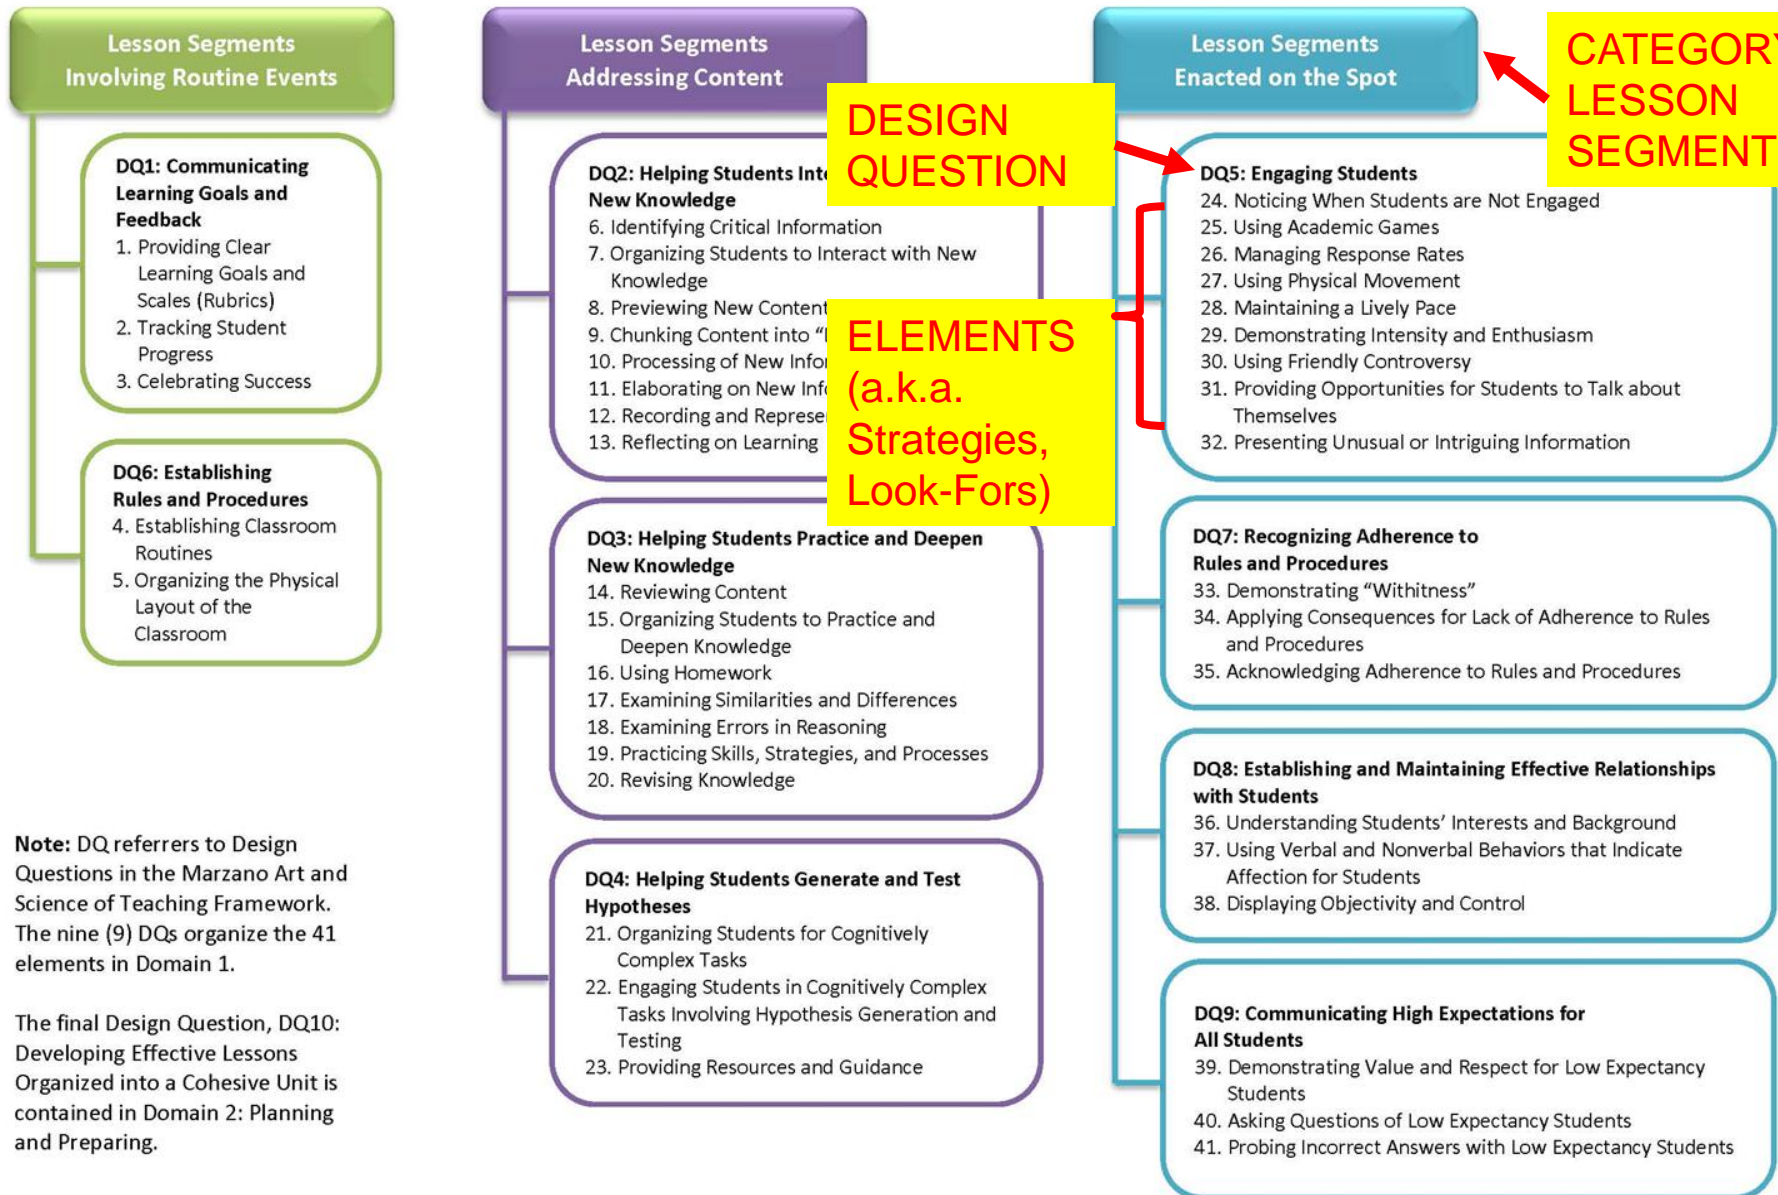 Lesson Segments
Involving Routine Events
DQ1: Communicating
Learning Goals and
Feedback
1. Providing Clear
Learning Goals and
Scales (Rubrics)
2. Tracking Student
Progress
3. Celebrating Success
DQ6: Establishing
Rules and Procedures
4. Establishing Classroom
Routines
5. Organizing the Physical
Layout of the
Classroom
Note: DQ referrers to Design
Questions in the Marzano Art and
Science of Teaching Framework.
The nine (9) DQs organize the 41
elements in Domain 1.
The final Design Question, DQ10:
Developing Effective Lessons
Organized into a Cohesive Unit is
contained in Domain 2: Planning
and Preparing.
Lesson Segments
Addressing Content
DQ2: Helping Students
New Knowledge
6. Identifying Critical Information
7. Organizing Students to Interact with New
Knowledge
8. Previewing New Content
9. Chunking Content into
10. Processing of New
11. Elaborating on New
12. Recording and
13. Reflecting on Learning
DQ3: Helping Students Practice and Deepen
New Knowledge
14. Reviewing Content
15. Organizing Students to Practice and
Deepen Knowledge
16. Using Homework
17. Examining Similarities and Differences
18. Examining Errors in Reasoning
19. Practicing Skills, Strategies, and Processes
20. Revising Knowledge
DQ4: Helping Students Generate and Test
Hypotheses
21. Organizing Students for Cognitively
Complex Tasks
22. Engaging Students in Cognitively Complex
Tasks Involving Hypothesis Generation and
Testing
23. Providing Resources and Guidance
DESIGN
QUESTION
ELEMENTS
(a.k.a.
Strategies,
Look-Fors)
Lesson Segments
Enacted on the Spot
CATEGORY
LESSON
SEGMENT
DQ5: Engaging Students
24. Noticing When Students are Not Engaged
25. Using Academic Games
26. Managing Response Rates
27. Using Physical Movement
28. Maintaining a Lively Pace
29. Demonstrating Intensity and Enthusiasm
30. Using Friendly Controversy
31. Providing Opportunities for Students to Talk about
Themselves
32. Presenting Unusual or Intriguing Information
DQ7: Recognizing Adherence to
Rules and Procedures
33. Demonstrating “Withitness”
34. Applying Consequences for Lack of Adherence to Rules
and Procedures
35. Acknowledging Adherence to Rules and Procedures
DQ8: Establishing and Maintaining Effective Relationships
with Students
36. Understanding Students’ Interests and Background
37. Using Verbal and Nonverbal Behaviors that Indicate
Affection for Students
38. Displaying Objectivity and Control
DQ9: Communicating High Expectations for
All Students
39. Demonstrating Value and Respect for Low Expectancy
Students
40. Asking Questions of Low Expectancy Students
41. Probing Incorrect Answers with Low Expectancy Students